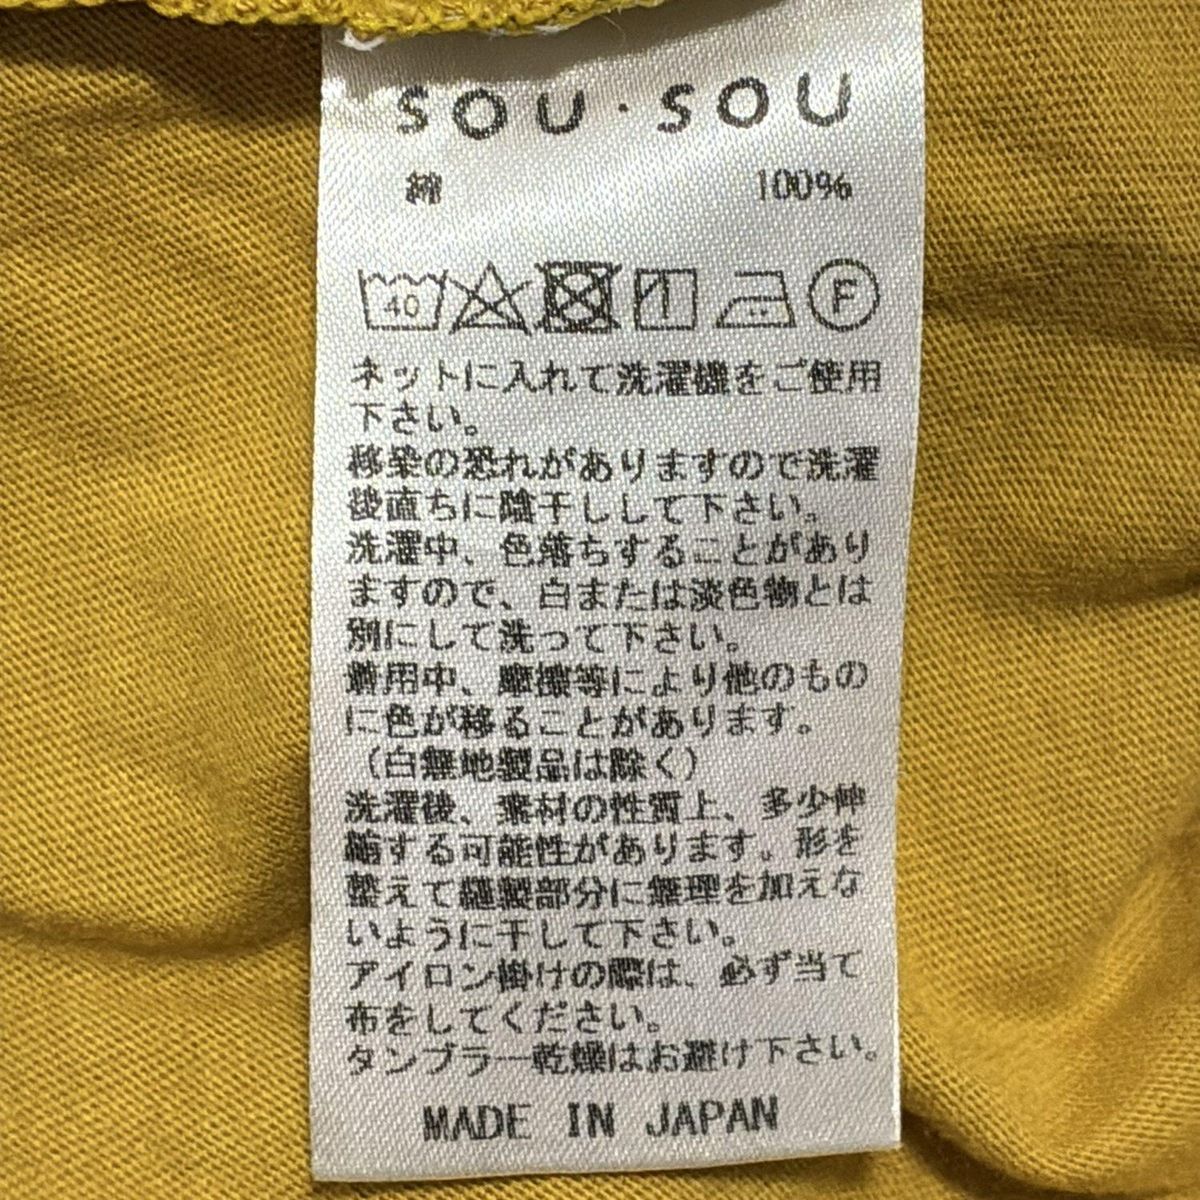 SOU・SOU
綿 100%
40 F
ネットに入れて洗濯機をご使用
下さい。
移染の恐れがありますので洗濯
後直ちに陰干しして下さい。
洗濯中、色落ちすることがあり
ますので、白または淡色物とは
別にして洗って下さい。
着用中、摩擦等により他のもの
に色が移ることがあります。
（白無地製品は除く）
洗濯後、素材の性質上、多少伸
縮する可能性があります。形を
整えて縫製部分に無理を加えな
いように干して下さい。
アイロン掛けの際は、必ず当て
布をしてください。
タンブラー乾燥はお避け下さい。
MADE IN JAPAN